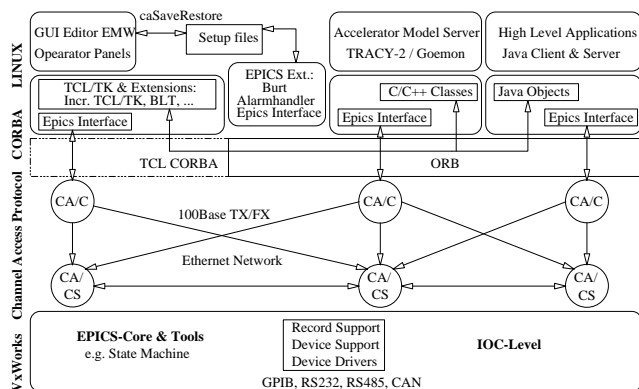 LINUX
CORBA
Channel Access Protocol
VxWorks
GUI Editor EMW
Opearator Panels
caSaveRestore
Setup files
Accelerator Model Server
TRACY-2 / Goemon
High Level Applications
Java Client & Server
TCL/TK & Extensions:
Incr. TCL/TK, BLT, ...
Epics Interface
EPICS Ext.:
Burt
Alarmhandler
Epics Interface
C/C++ Classes
Epics Interface
Java Objects
Epics Interface
TCL CORBA
ORB
CA/C
CA/C
CA/C
100Base TX/FX
Ethernet Network
CA/
CS
CA/
CS
CA/
CS
EPICS-Core & Tools
e.g. State Machine
Record Support
Device Support
Device Drivers
IOC-Level
GPIB, RS232, RS485, CAN